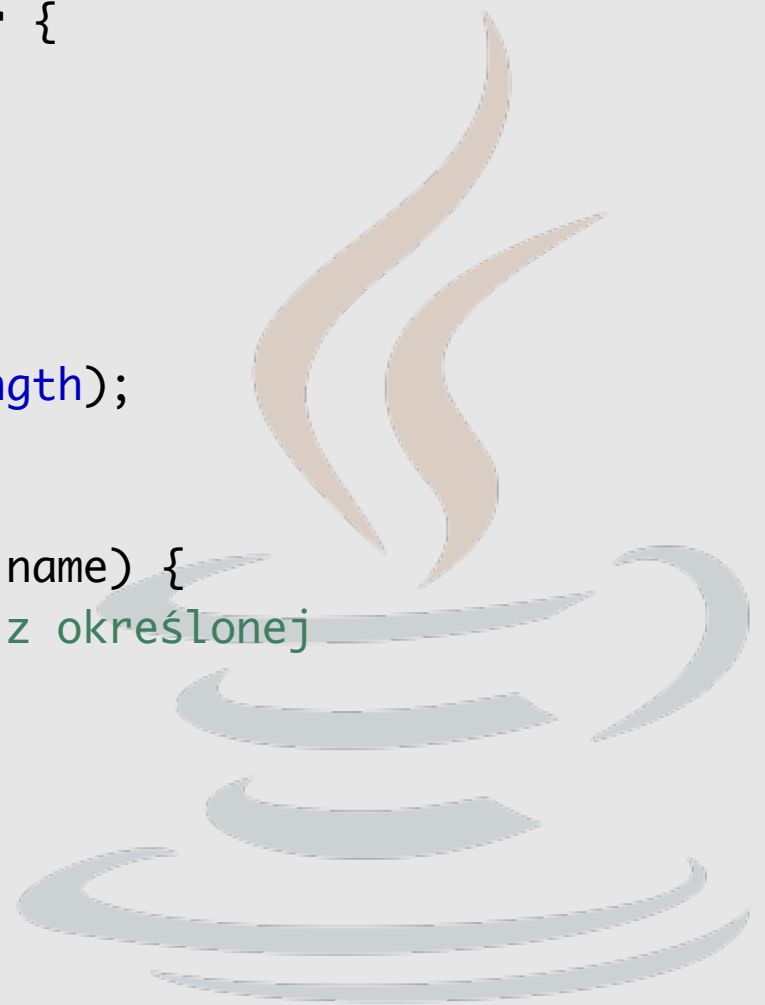 r {
ngth);
name) {
z określonej